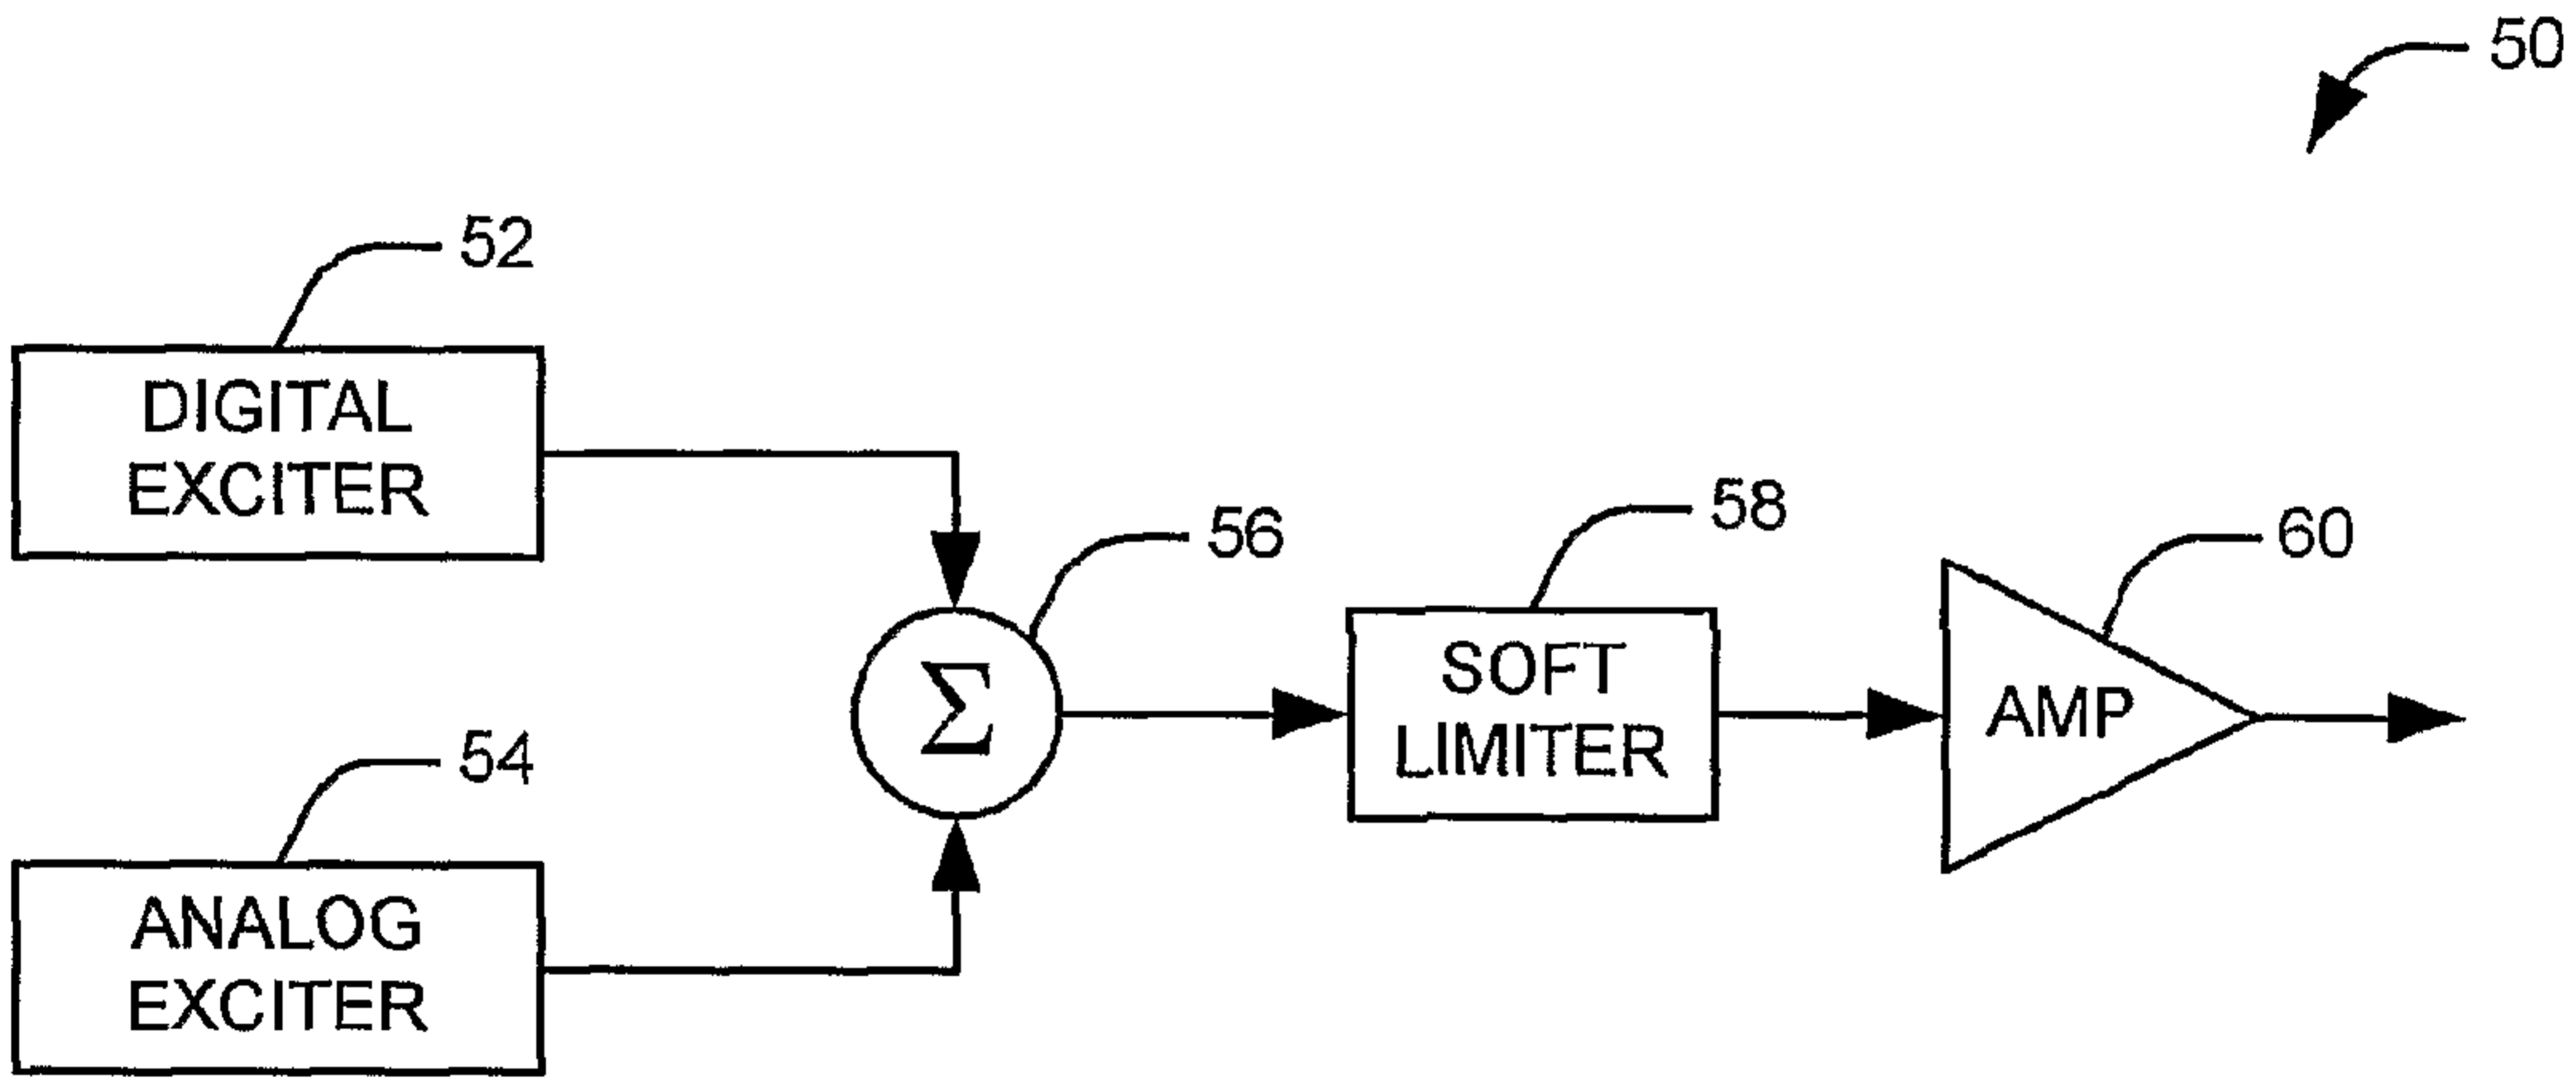 50
52
DIGITAL
EXCITER
56
58
60
Σ
SOFT
LIMITER
AMP
54
ANALOG
EXCITER